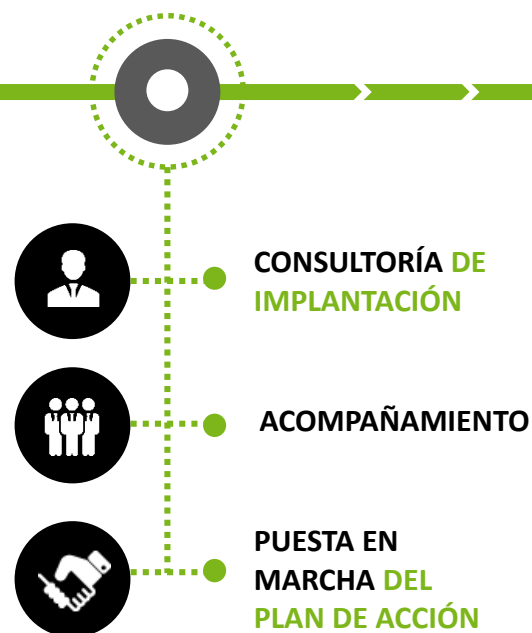 CONSULTORÍA DE
IMPLANTACIÓN
ACOMPAÑAMIENTO
PUESTA EN
MARCHA DEL
PLAN DE ACCIÓN